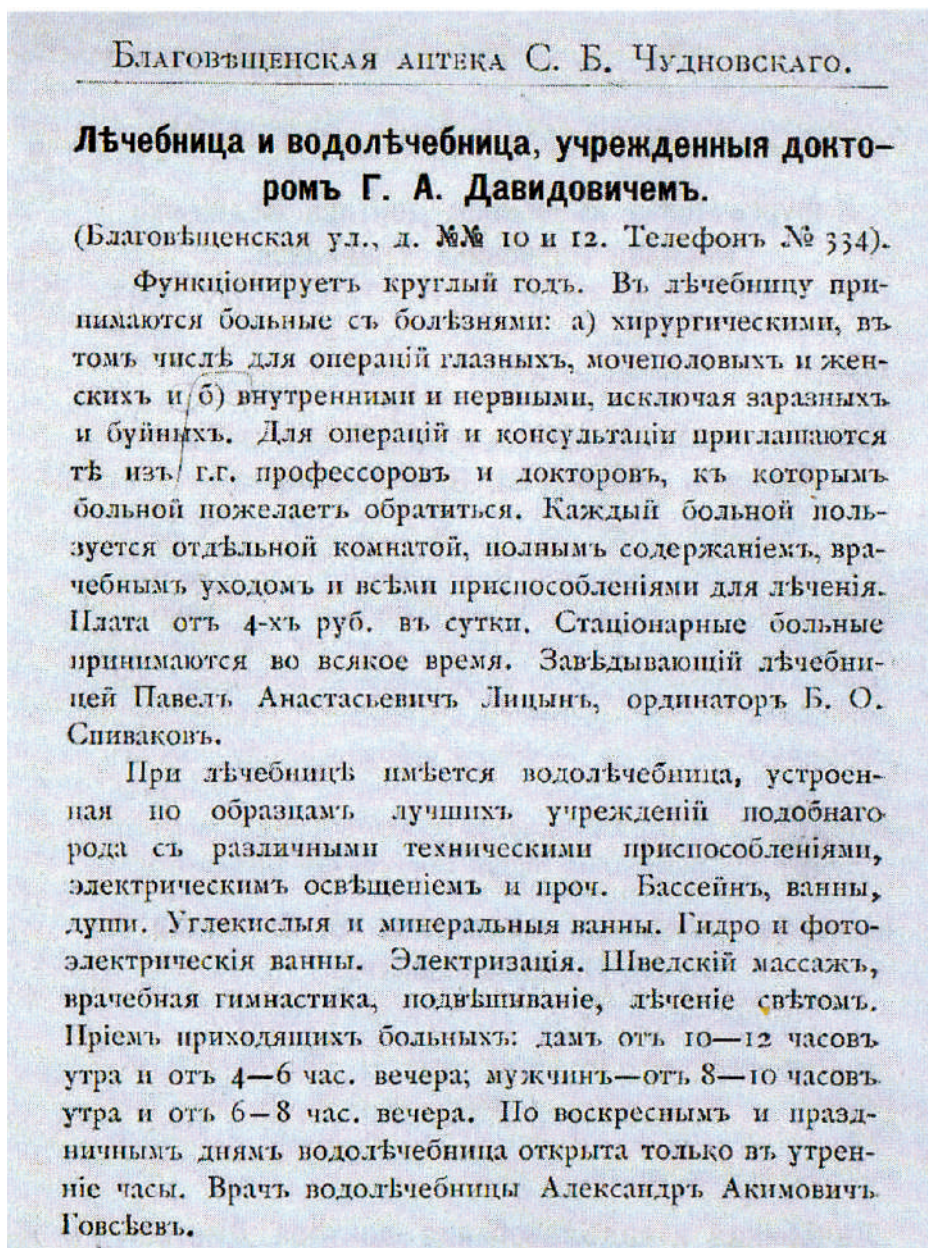 Благовѣщенская аптека С. Б. Чудновскаго.
Лѣчебница и водолѣчебница, учрежденныя докто-
ромъ Г. А. Давидовичемъ.
(Благовѣщенская ул., д. №№ 10 и 12. Телефонъ № 334).
Функціонируетъ круглый годъ. Въ лѣчебницу при-
нимаются больные съ болѣзнями: а) хирургическими, въ
томъ числѣ для операцій глазныхъ, мочеполовыхъ и жен-
скихъ и б) внутренними и нервными, исключая заразныхъ
и буйныхъ. Для операцій и консультаціи приглашаются
тѣ изъ г.г. профессоровъ и докторовъ, къ которымъ
больной пожелаетъ обратиться. Каждый больной поль-
зуется отдѣльной комнатой, полнымъ содержаніемъ, вра-
чебнымъ уходомъ и всѣми приспособленіями для лѣченія.
Плата отъ 4-хъ руб. въ сутки. Стаціонарные больные
принимаются во всякое время. Завѣдывающій лѣчебни-
цей Павелъ Анастасьевичъ Лицынъ, ординаторъ Б. О.
Спиваковъ.
При лѣчебницѣ имѣется водолѣчебница, устроен-
ная по образцамъ лучшихъ учрежденій подобнаго
рода съ различными техническими приспособленіями,
электрическимъ освѣщеніемъ и проч. Бассейнъ, ванны,
души. Углекислыя и минеральныя ванны. Гидро и фото-
электрическія ванны. Электризація. Шведскій массажъ,
врачебная гимнастика, подвѣшиваніе, лѣченіе свѣтомъ.
Пріемъ приходящихъ больныхъ: дамъ отъ 10—12 часовъ
утра и отъ 4—6 час. вечера; мужчинъ—отъ 8—10 часовъ
утра и отъ 6—8 час. вечера. По воскреснымъ и празд-
ничнымъ днямъ водолѣчебница открыта только въ утрен-
ніе часы. Врачъ водолѣчебницы Александръ Акимовичъ
Говсѣевъ.